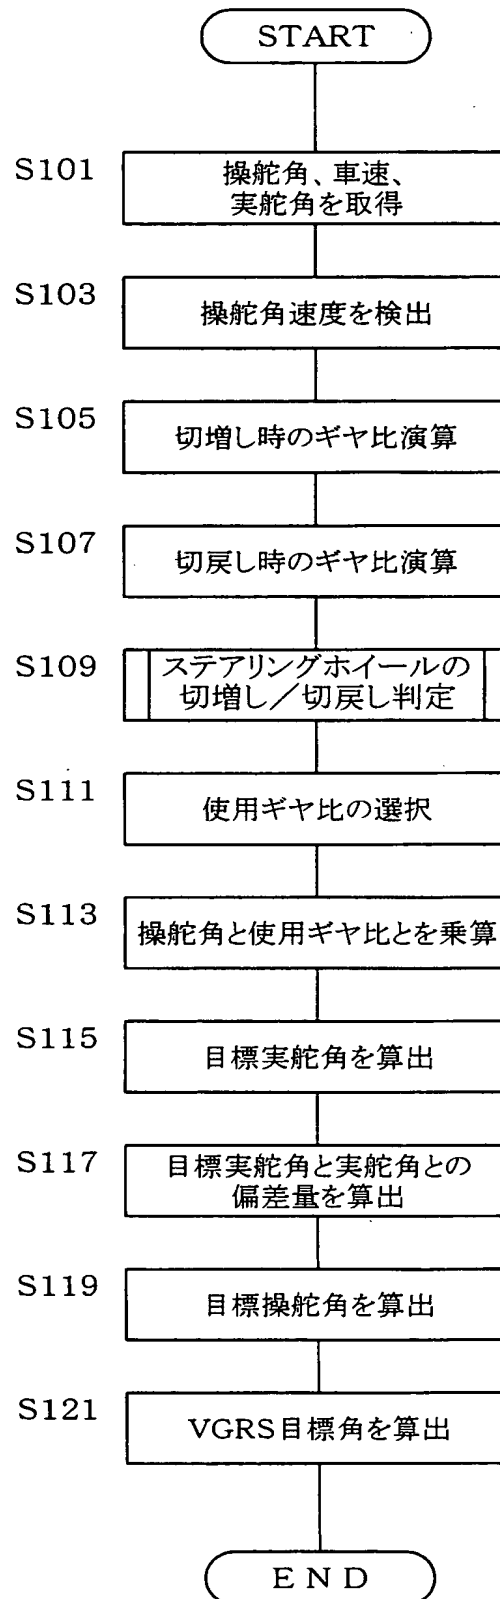 START
S101
操舵角、車速、
実舵角を取得
S103
操舵角速度を検出
S105
切増し時のギヤ比演算
S107
切戻し時のギヤ比演算
S109
ステアリングホイールの
切増し／切戻し判定
S111
使用ギヤ比の選択
S113
操舵角と使用ギヤ比とを乗算
S115
目標実舵角を算出
S117
目標実舵角と実舵角との
偏差量を算出
S119
目標操舵角を算出
S121
VGRS目標角を算出
END